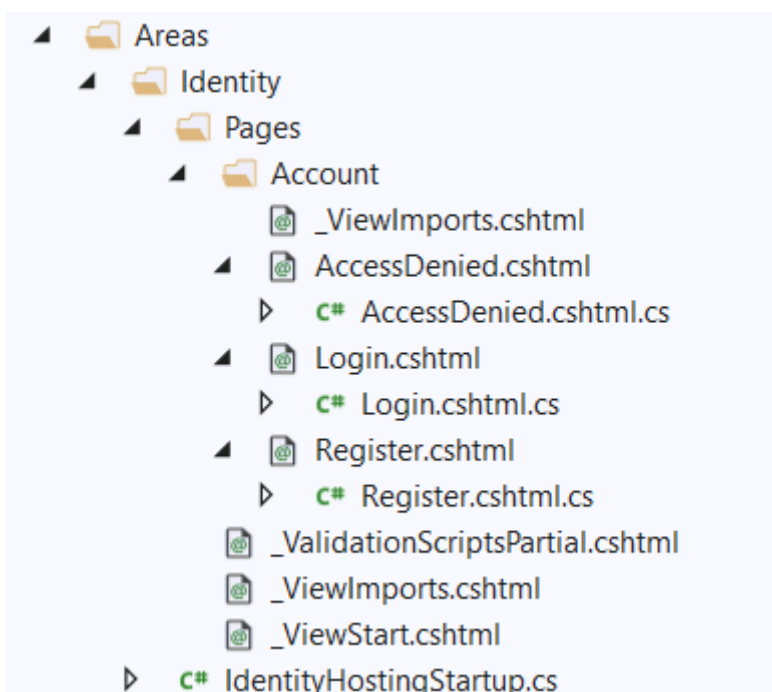 Areas
Identity
Pages
Account
@ _ViewImports.cshtml
@ AccessDenied.cshtml
C# AccessDenied.cshtml.cs
@ Login.cshtml
C# Login.cshtml.cs
@ Register.cshtml
C# Register.cshtml.cs
@ _ValidationScriptsPartial.cshtml
@ _ViewImports.cshtml
@ _ViewStart.cshtml
C# IdentityHostingStartup.cs